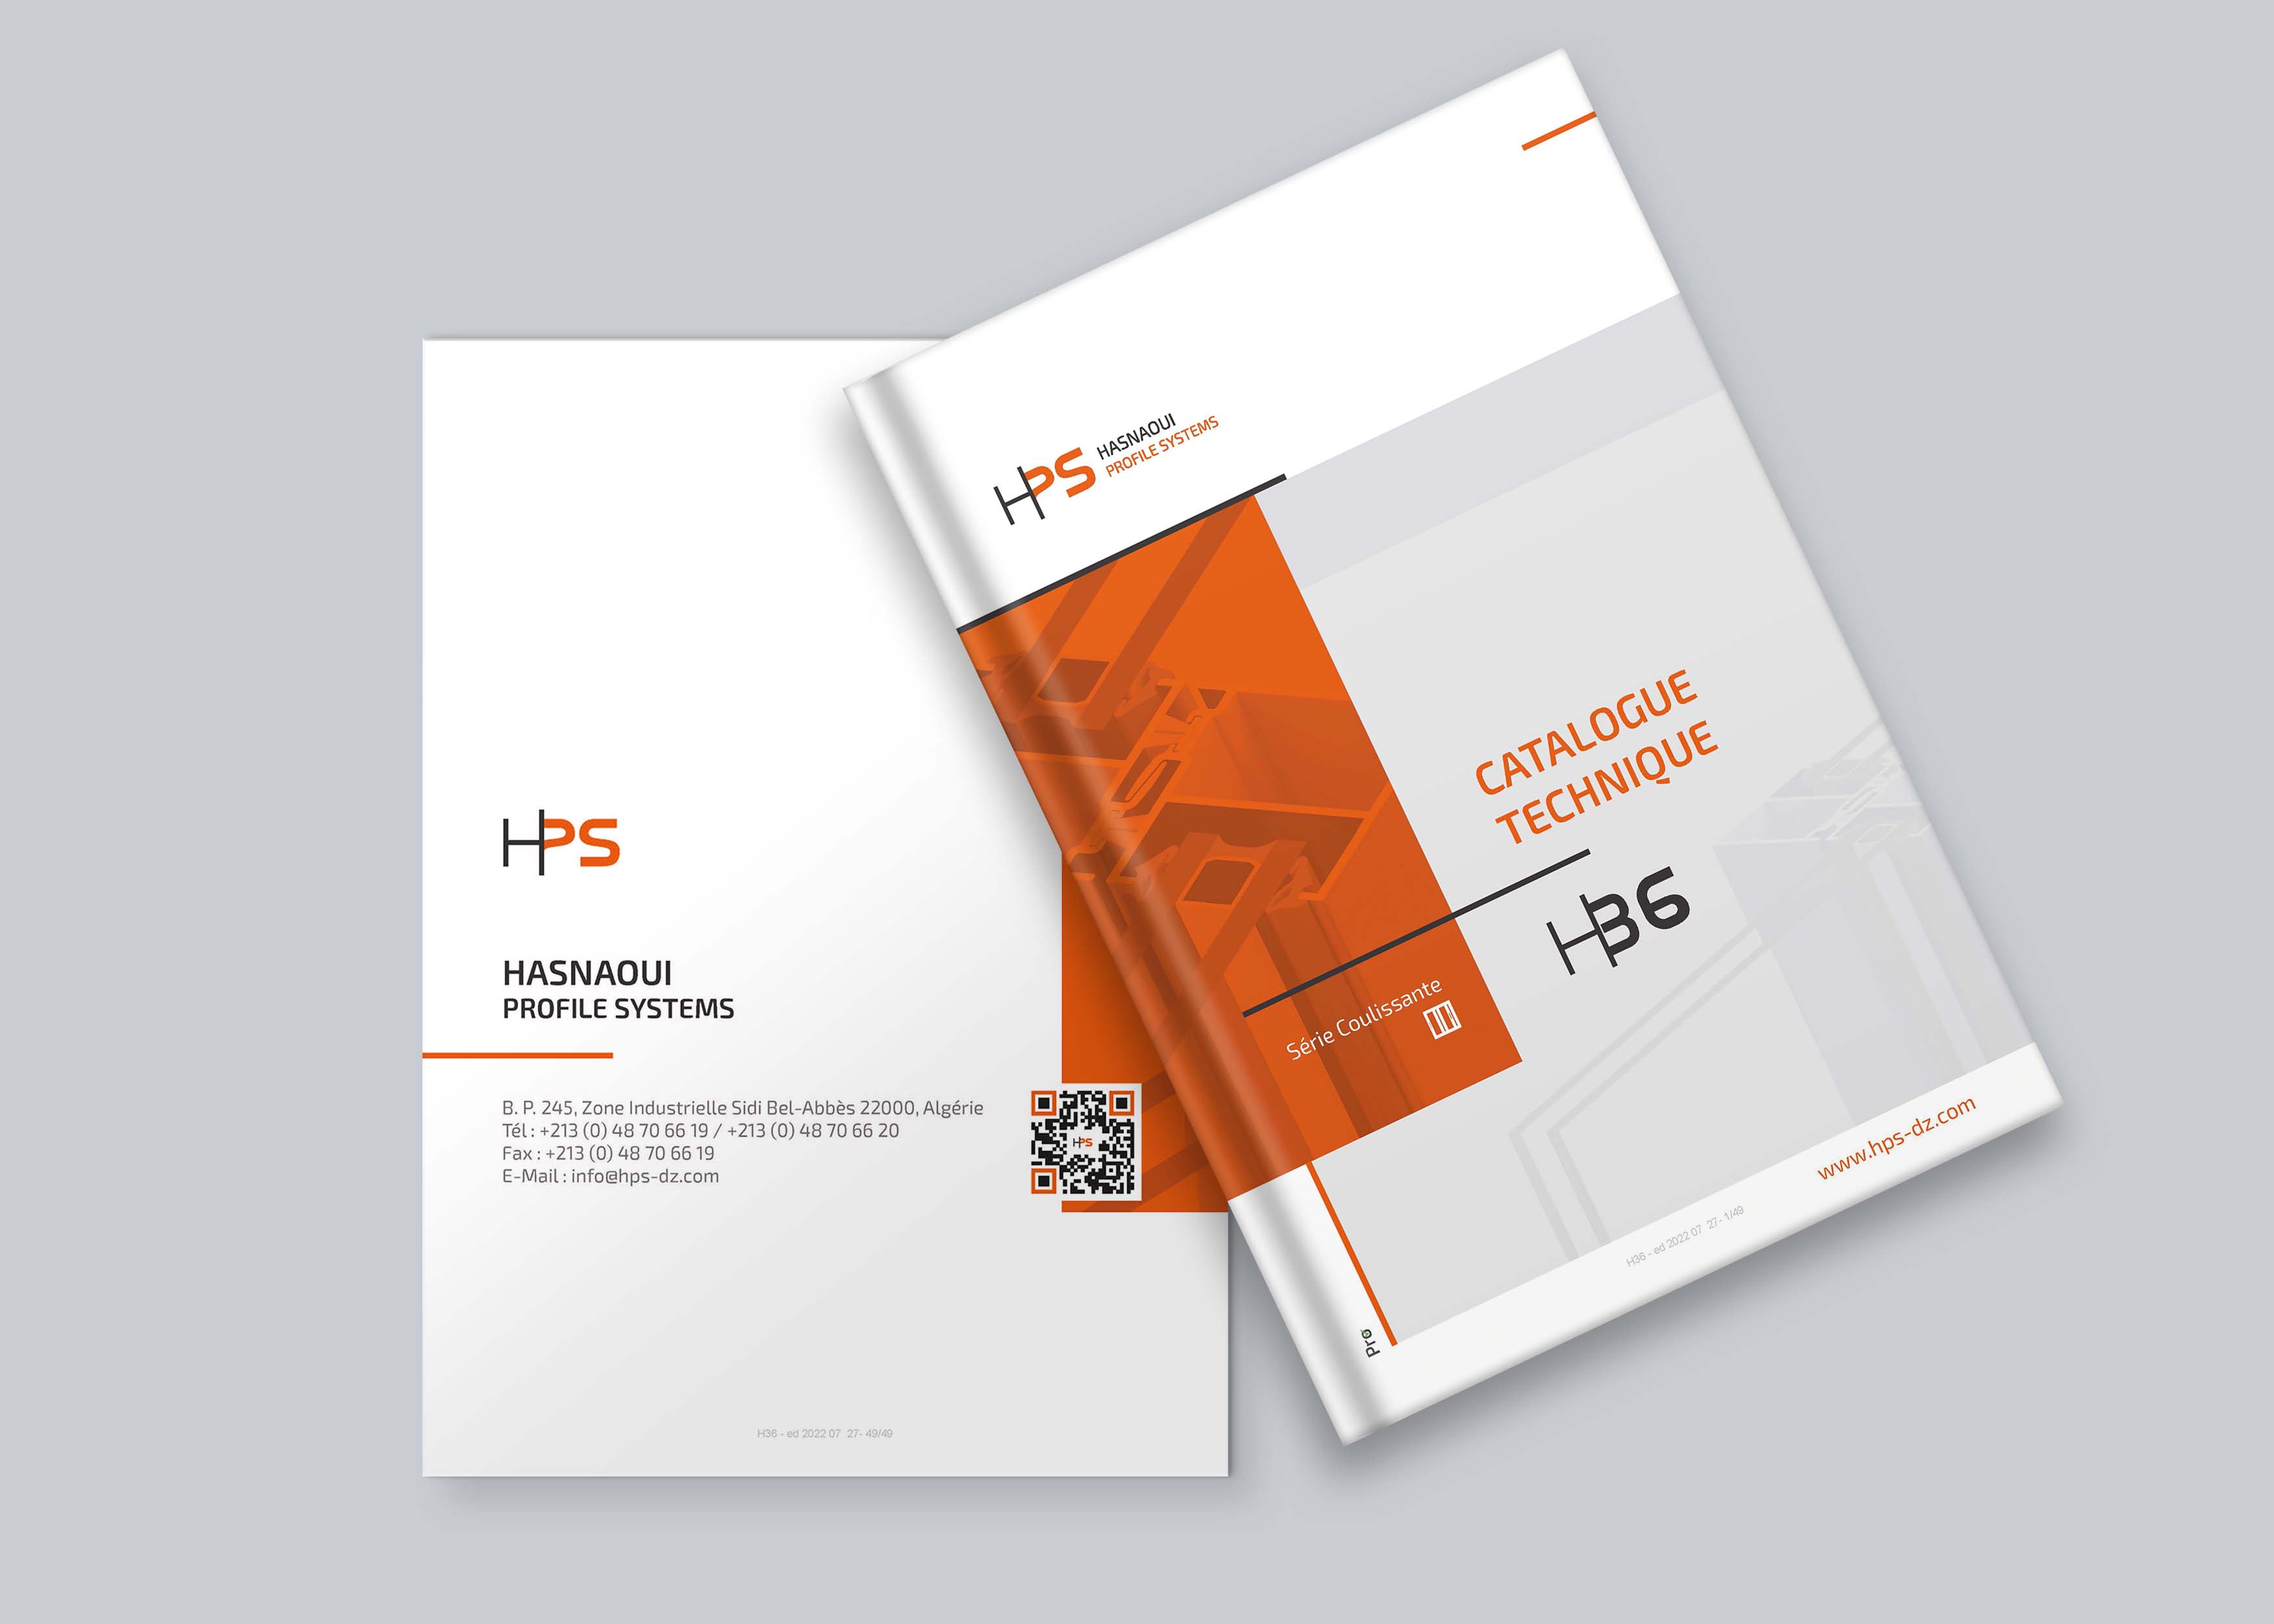 HPS
HASNAOUI
PROFILE SYSTEMS
B. P. 245, Zone Industrielle Sidi Bel-Abbès 22000, Algérie
Tél : +213 (0) 48 70 66 19 / +213 (0) 48 70 66 20
Fax : +213 (0) 48 70 66 19
E-Mail : info@hps-dz.com
HPS
H36 - ed 2022 07 27- 49/49
HPS
HASNAOUI
PROFILE SYSTEMS
CATALOGUE
TECHNIQUE
H36
Série Coulissante
www.hps-dz.com
H36 - ed 2022 07 27- 1/49
Pro